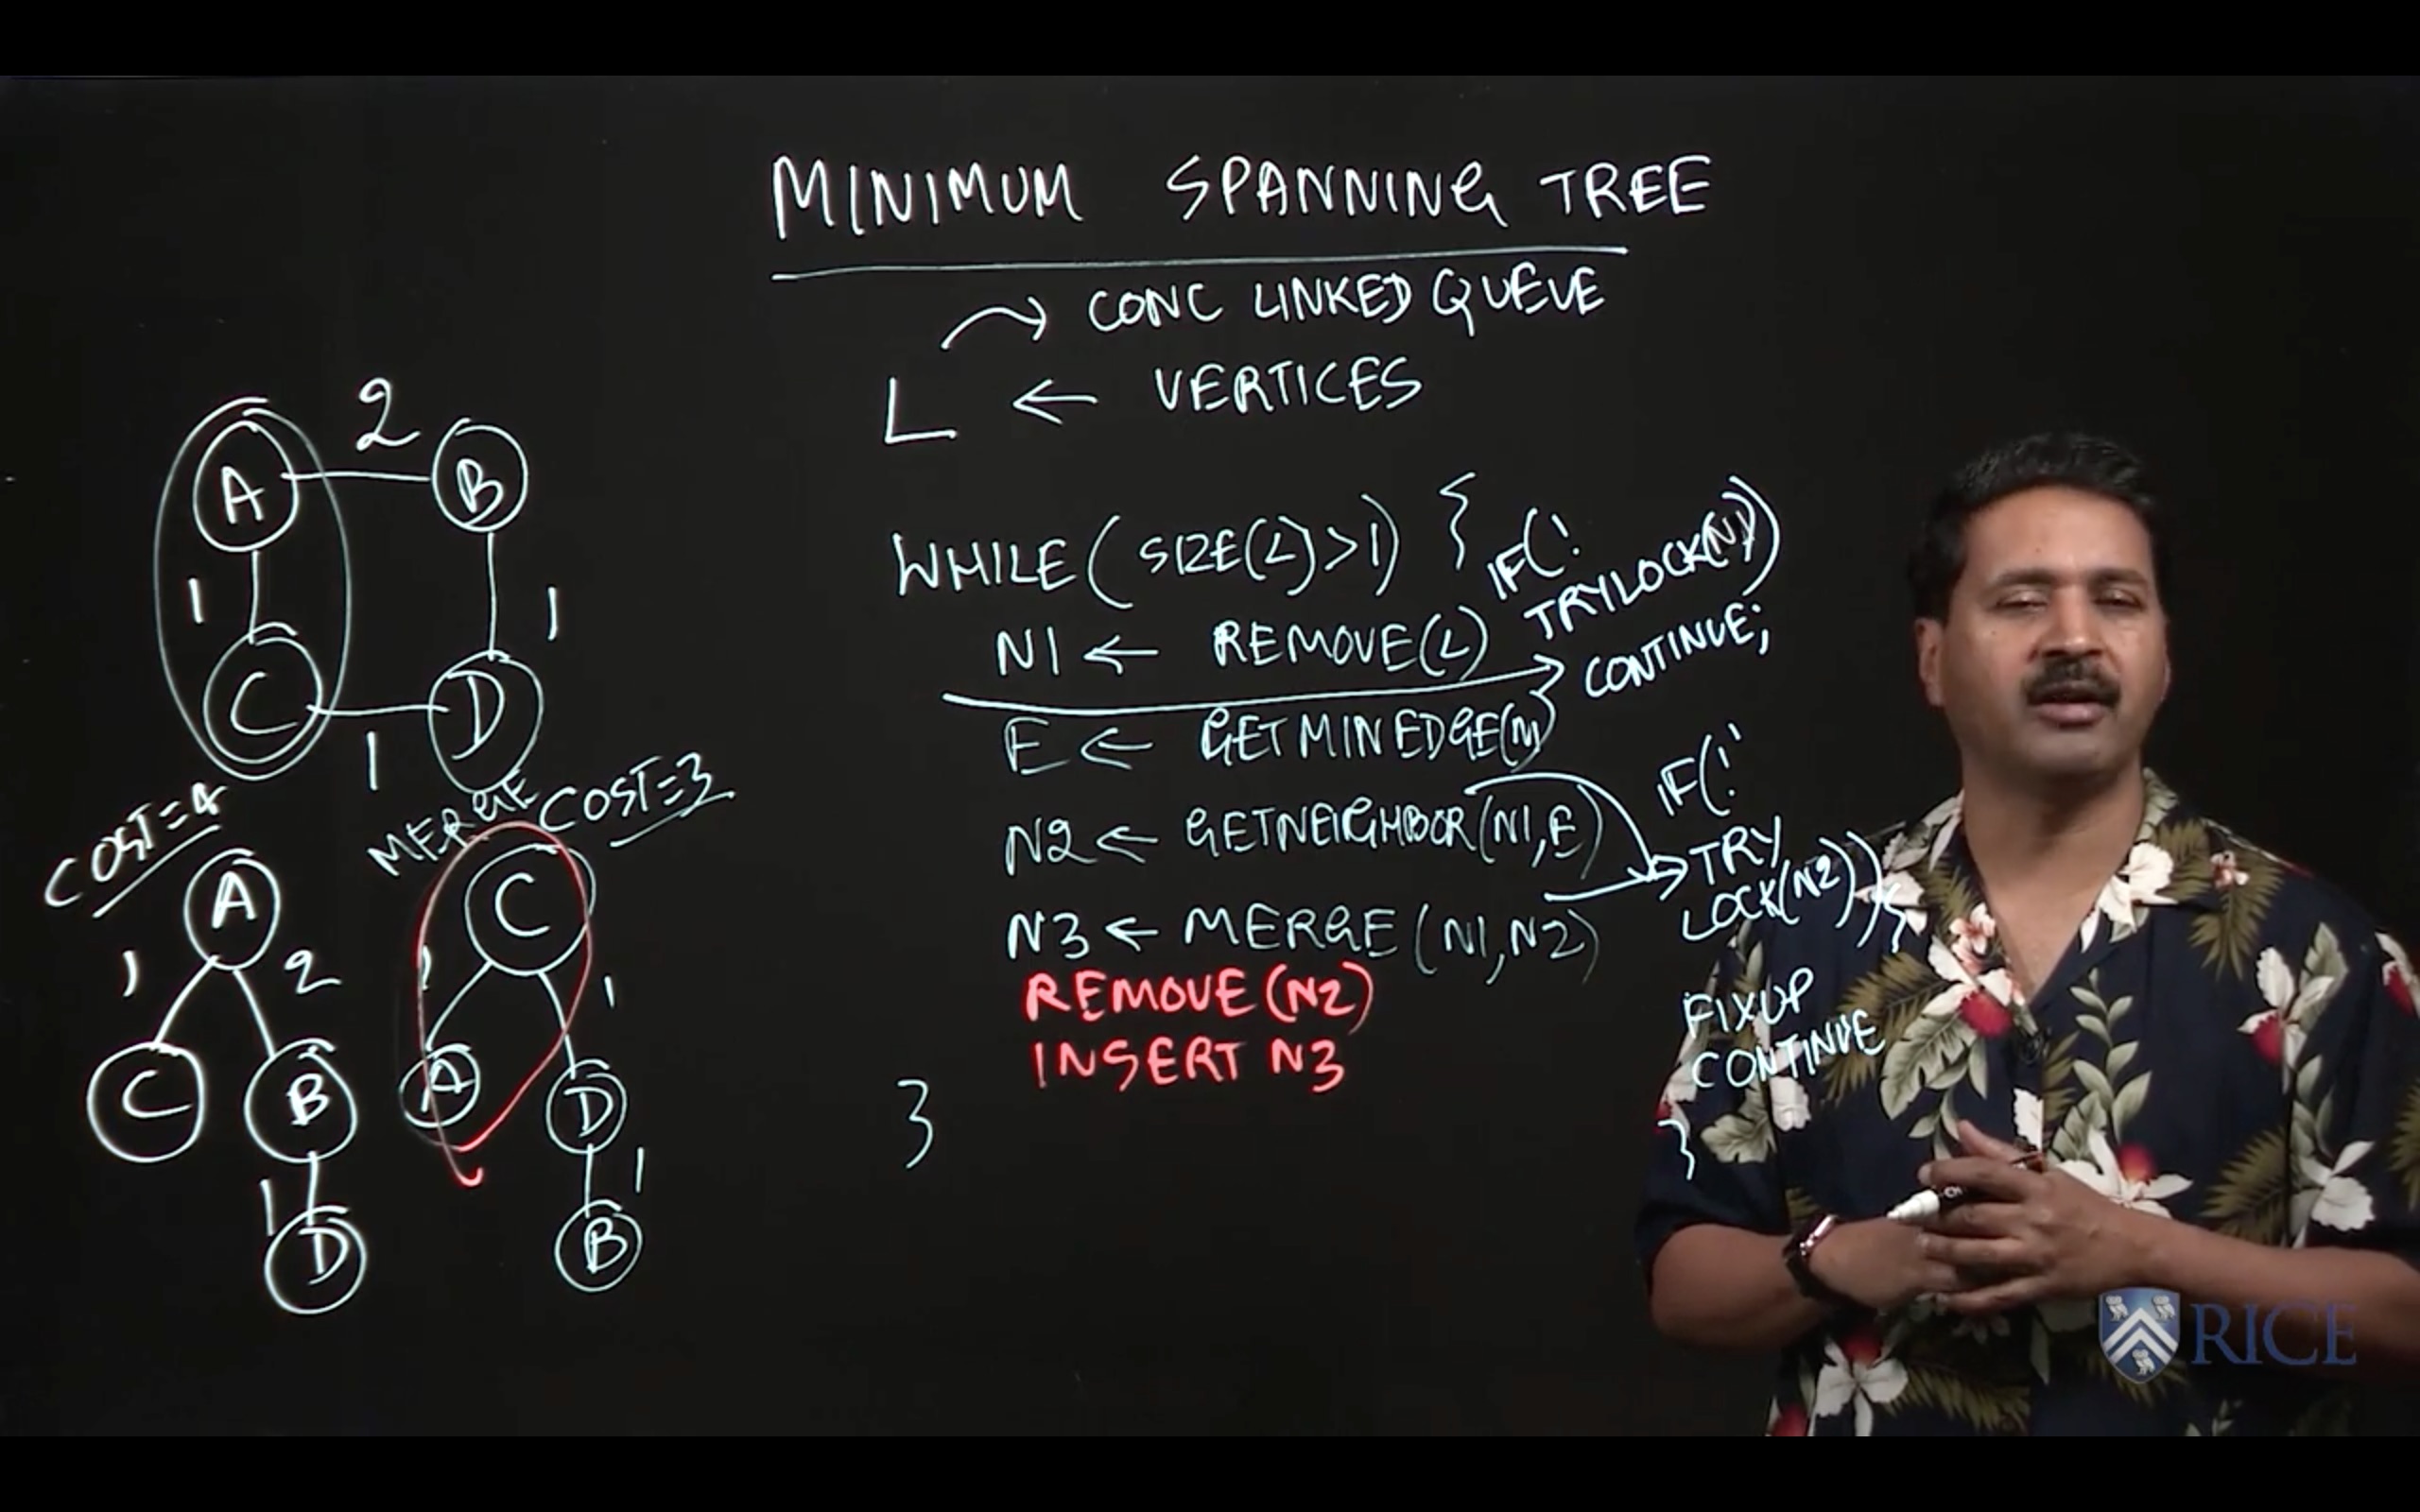 MINIMUM SPANNING TREE
CONC LINKED QUEUE
L ← VERTICES
WHILE (SIZE(L)>1) {
N1 ← REMOVE(L)
IF(!
TRYLOCK(N1))
CONTINUE;
E ← GETMINEDGE(N1)
N2 ← GETNEIGHBOR(N1,E)
IF(!
TRY
LOCK(N2)) {
FIXUP
CONTINUE
}
N3 ← MERGE(N1,N2)
REMOVE(N2)
INSERT N3
}
A 2 B
1 1
C 1 D
COST=4
A
1 2
C B
1
D
MERGE COST=3
C
1 1
A D
1
B
RICE